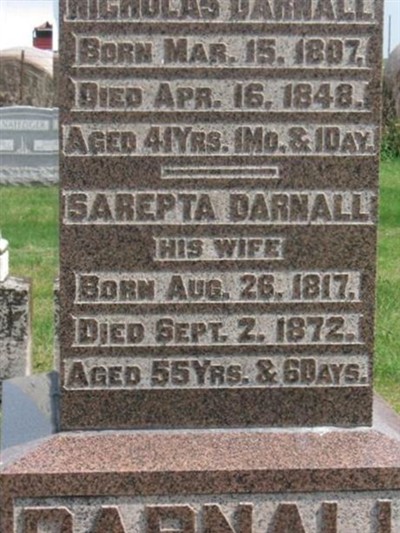 NICHOLAS DARNALL
BORN MAR. 15, 1807.
DIED APR. 16, 1848.
AGED 41YRS. 1MO. & 1DAY.
SAREPTA DARNALL
HIS WIFE
BORN AUG. 26, 1817.
DIED SEPT. 2, 1872.
AGED 55YRS. & 6DAYS.
DARNALL